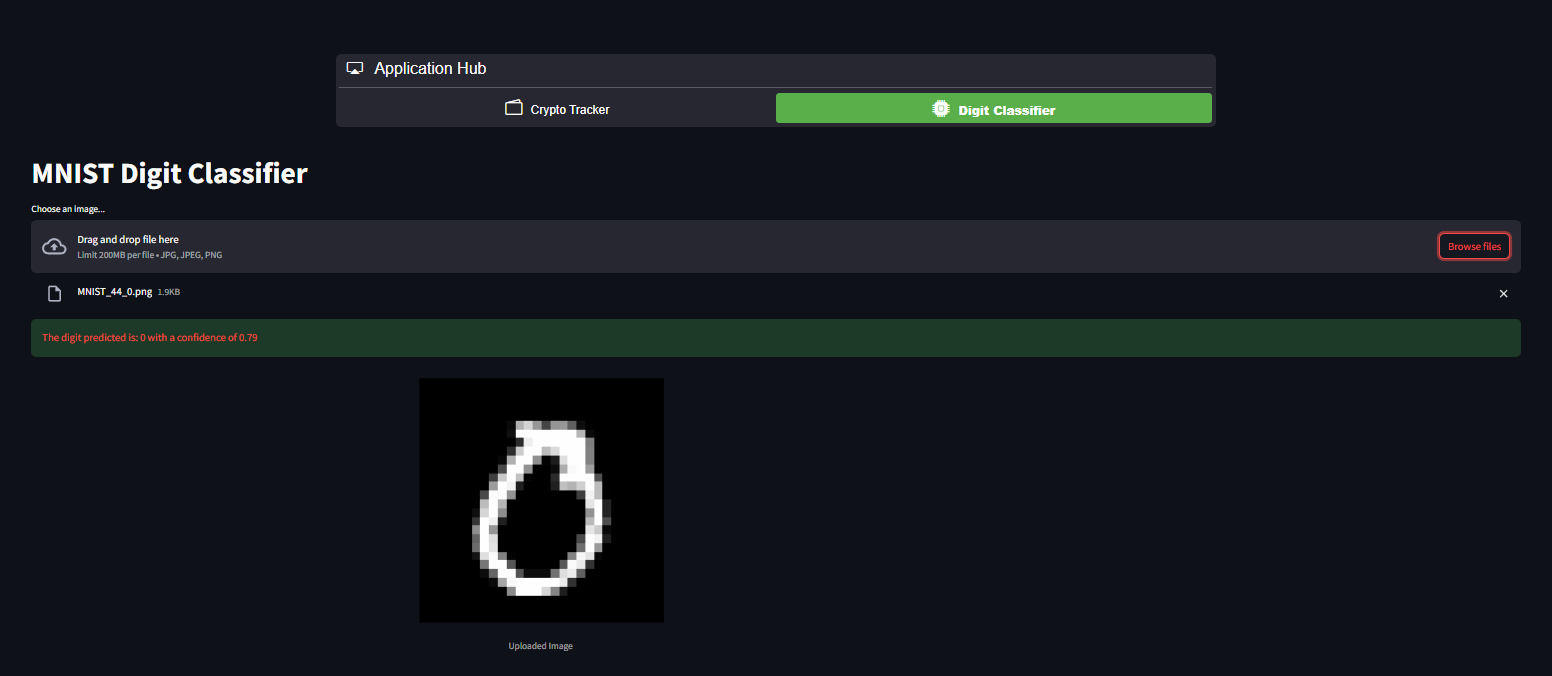 Application Hub
Crypto Tracker
Digit Classifier
MNIST Digit Classifier
Choose an image...
Drag and drop file here
Limit 200MB per file • JPG, JPEG, PNG
Browse files
MNIST_44_0.png 1.9KB
The digit predicted is: 0 with a confidence of 0.79
0
Uploaded Image